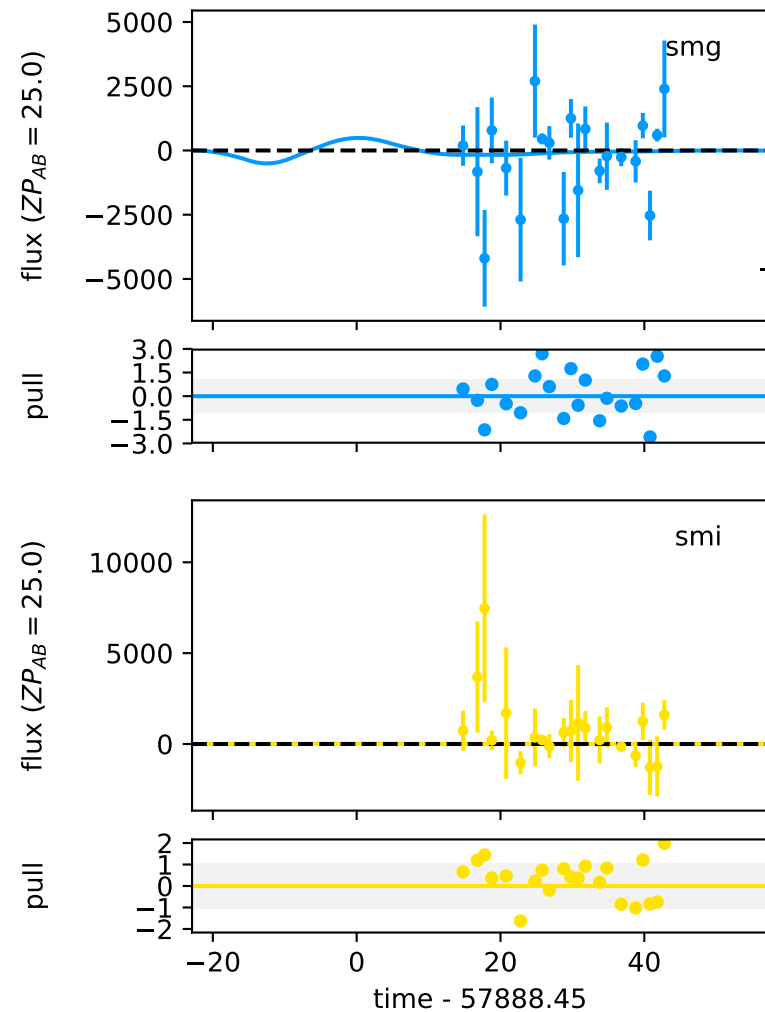 5000
2500
0
−2500
−5000
flux (ZP_AB = 25.0)
smg
3.0
1.5
0.0
−1.5
−3.0
pull
10000
5000
0
flux (ZP_AB = 25.0)
smi
2
1
0
−1
−2
pull
−20 0 20 40
time - 57888.45